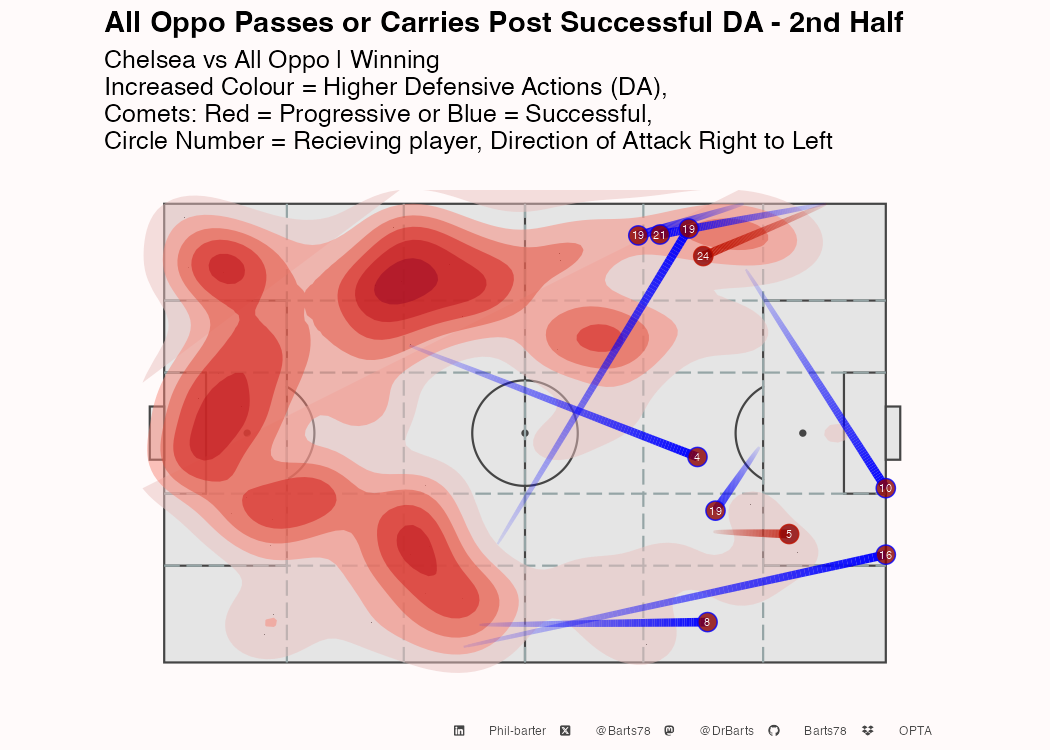 All Oppo Passes or Carries Post Successful DA - 2nd Half
Chelsea vs All Oppo | Winning
Increased Colour = Higher Defensive Actions (DA),
Comets: Red = Progressive or Blue = Successful,
Circle Number = Recieving player, Direction of Attack Right to Left
19 21 19
24
4
10
19
5
16
8
Phil-barter @Barts78 @DrBarts Barts78 OPTA